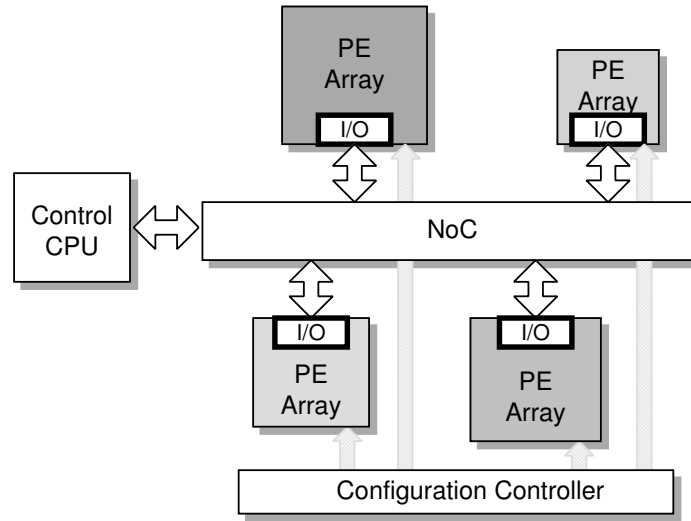 PE
Array
I/O
PE
Array
I/O
Control
CPU
NoC
I/O
PE
Array
I/O
PE
Array
Configuration Controller